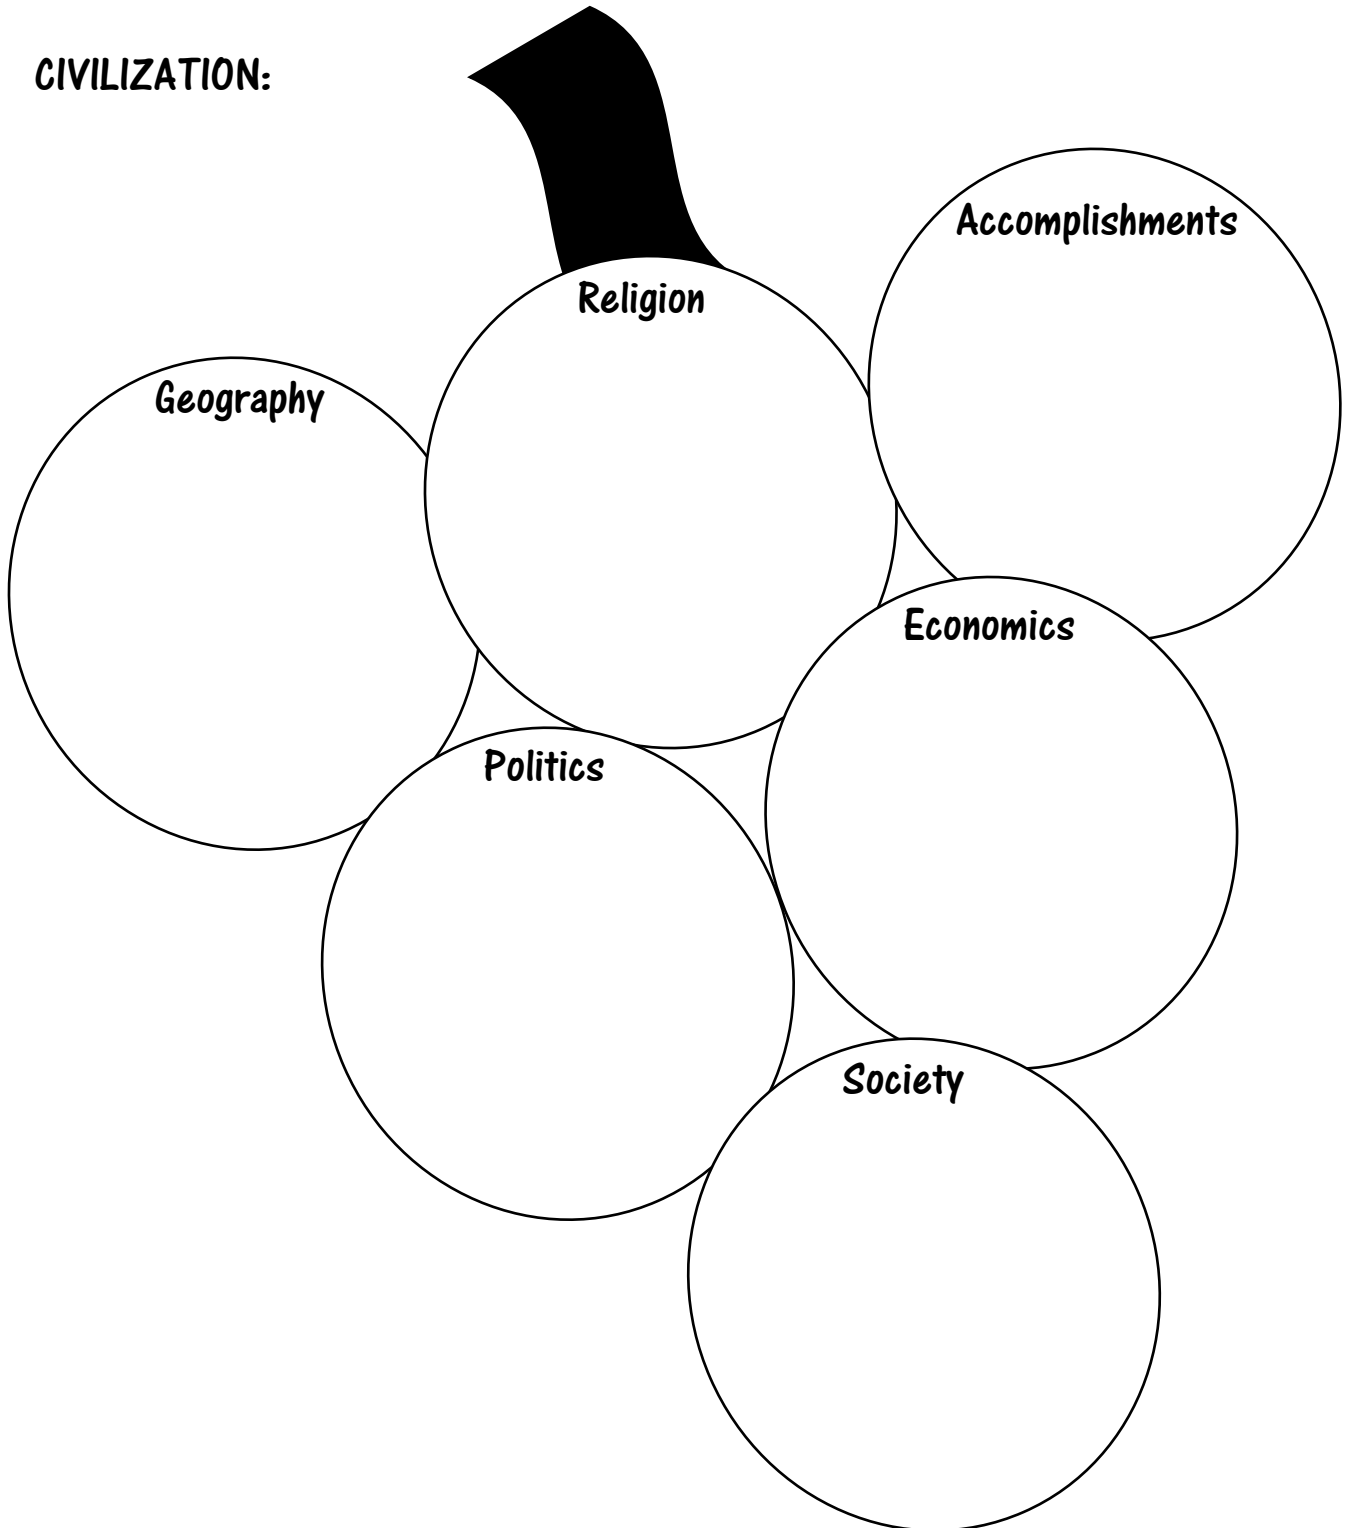 CIVILIZATION:
Accomplishments
Religion
Geography
Economics
Politics
Society